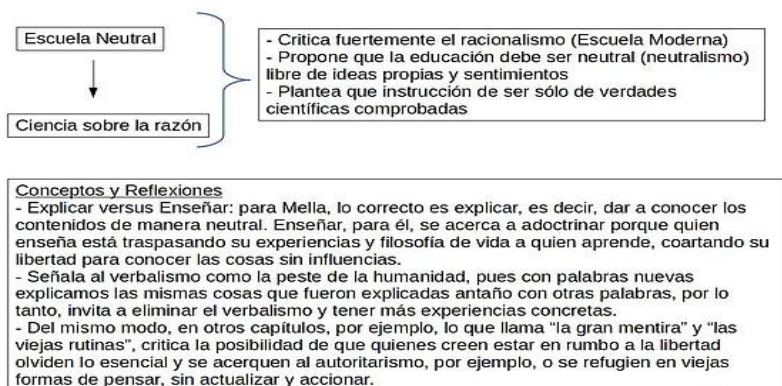 Escuela Neutral
Ciencia sobre la razón
- Critica fuertemente el racionalismo (Escuela Moderna)
- Propone que la educación debe ser neutral (neutralismo)
libre de ideas propias y sentimientos
- Plantea que instrucción de ser sólo de verdades
científicas comprobadas
Conceptos y Reflexiones
- Explicar versus Enseñar: para Mella, lo correcto es explicar, es decir, dar a conocer los
contenidos de manera neutral. Enseñar, para él, se acerca a adoctrinar porque quien
enseña está traspasando su experiencias y filosofía de vida a quien aprende, coartando su
libertad para conocer las cosas sin influencias.
- Señala al verbalismo como la peste de la humanidad, pues con palabras nuevas
explicamos las mismas cosas que fueron explicadas antaño con otras palabras, por lo
tanto, invita a eliminar el verbalismo y tener más experiencias concretas.
- Del mismo modo, en otros capítulos, por ejemplo, lo que llama “la gran mentira” y “las
viejas rutinas”, critica la posibilidad de que quienes creen estar en rumbo a la libertad
olviden lo esencial y se acerquen al autoritarismo, por ejemplo, o se refugien en viejas
formas de pensar, sin actualizar y accionar.